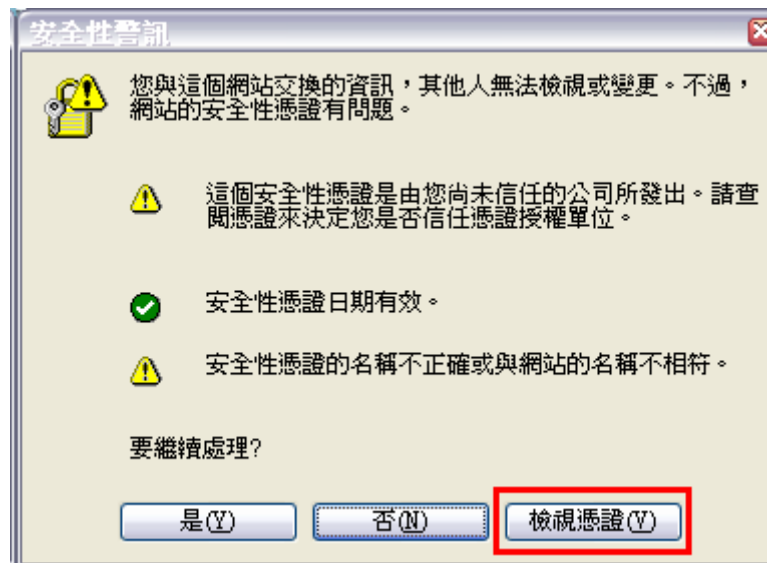 安全性警訊
您與這個網站交換的資訊，其他人無法檢視或變更。不過，
網站的安全性憑證有問題。
這個安全性憑證是由您尚未信任的公司所發出。請查
閱憑證來決定您是否信任憑證授權單位。
安全性憑證日期有效。
安全性憑證的名稱不正確或與網站的名稱不相符。
要繼續處理?
是(Y) 否(N) 檢視憑證(V)